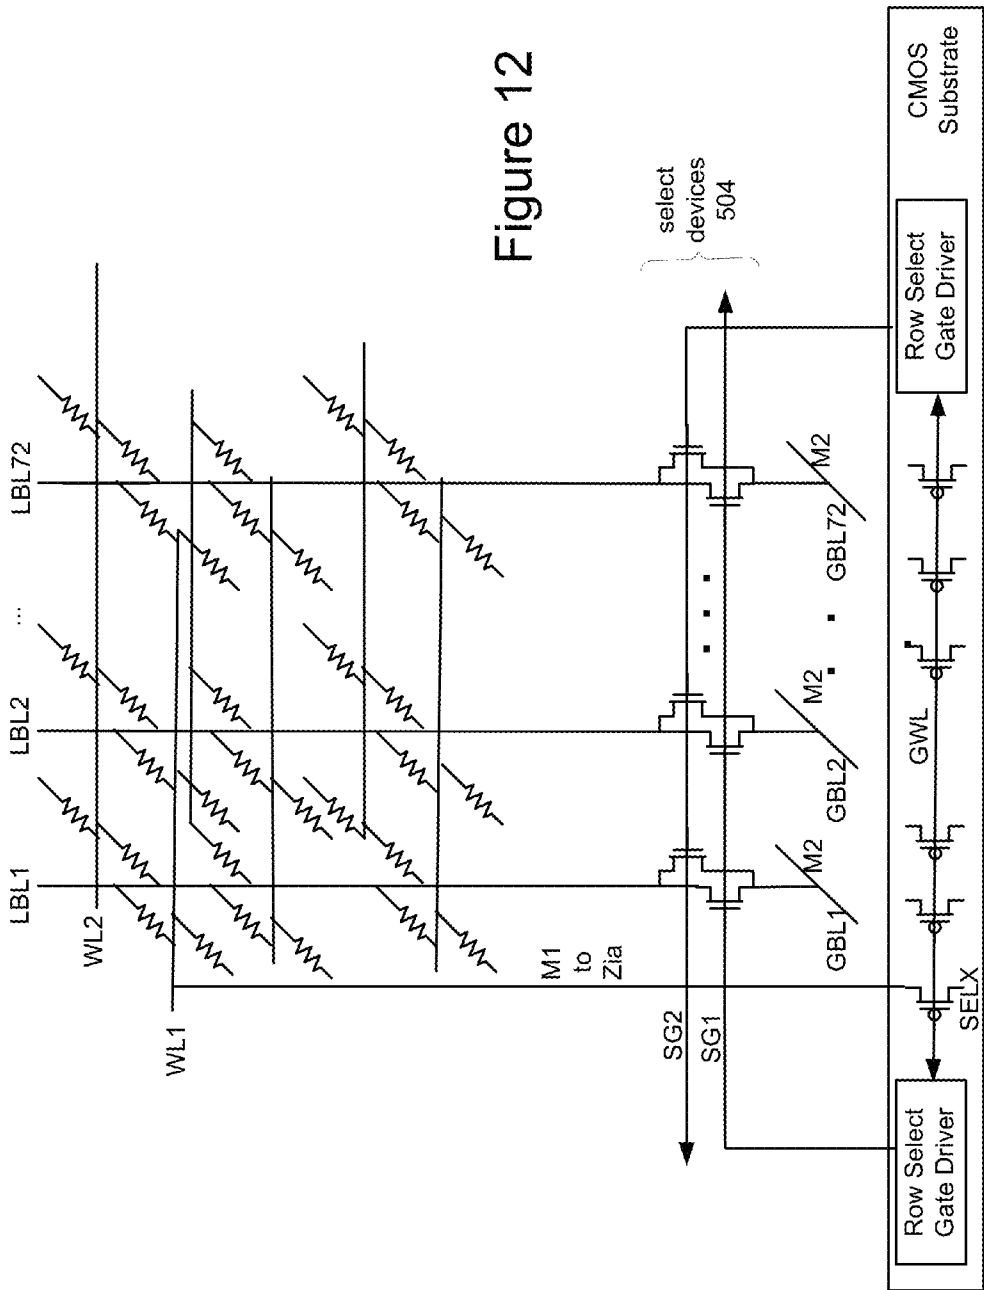 Figure 12
LBL1
LBL2
...
LBL72
WL2
WL1
M1
to
Zia
select
devices
504
SG2
SG1
M2
M2
M2
GBL1
GBL2
GBL72
GWL
SELX
Row Select
Gate Driver
Row Select
Gate Driver
CMOS
Substrate